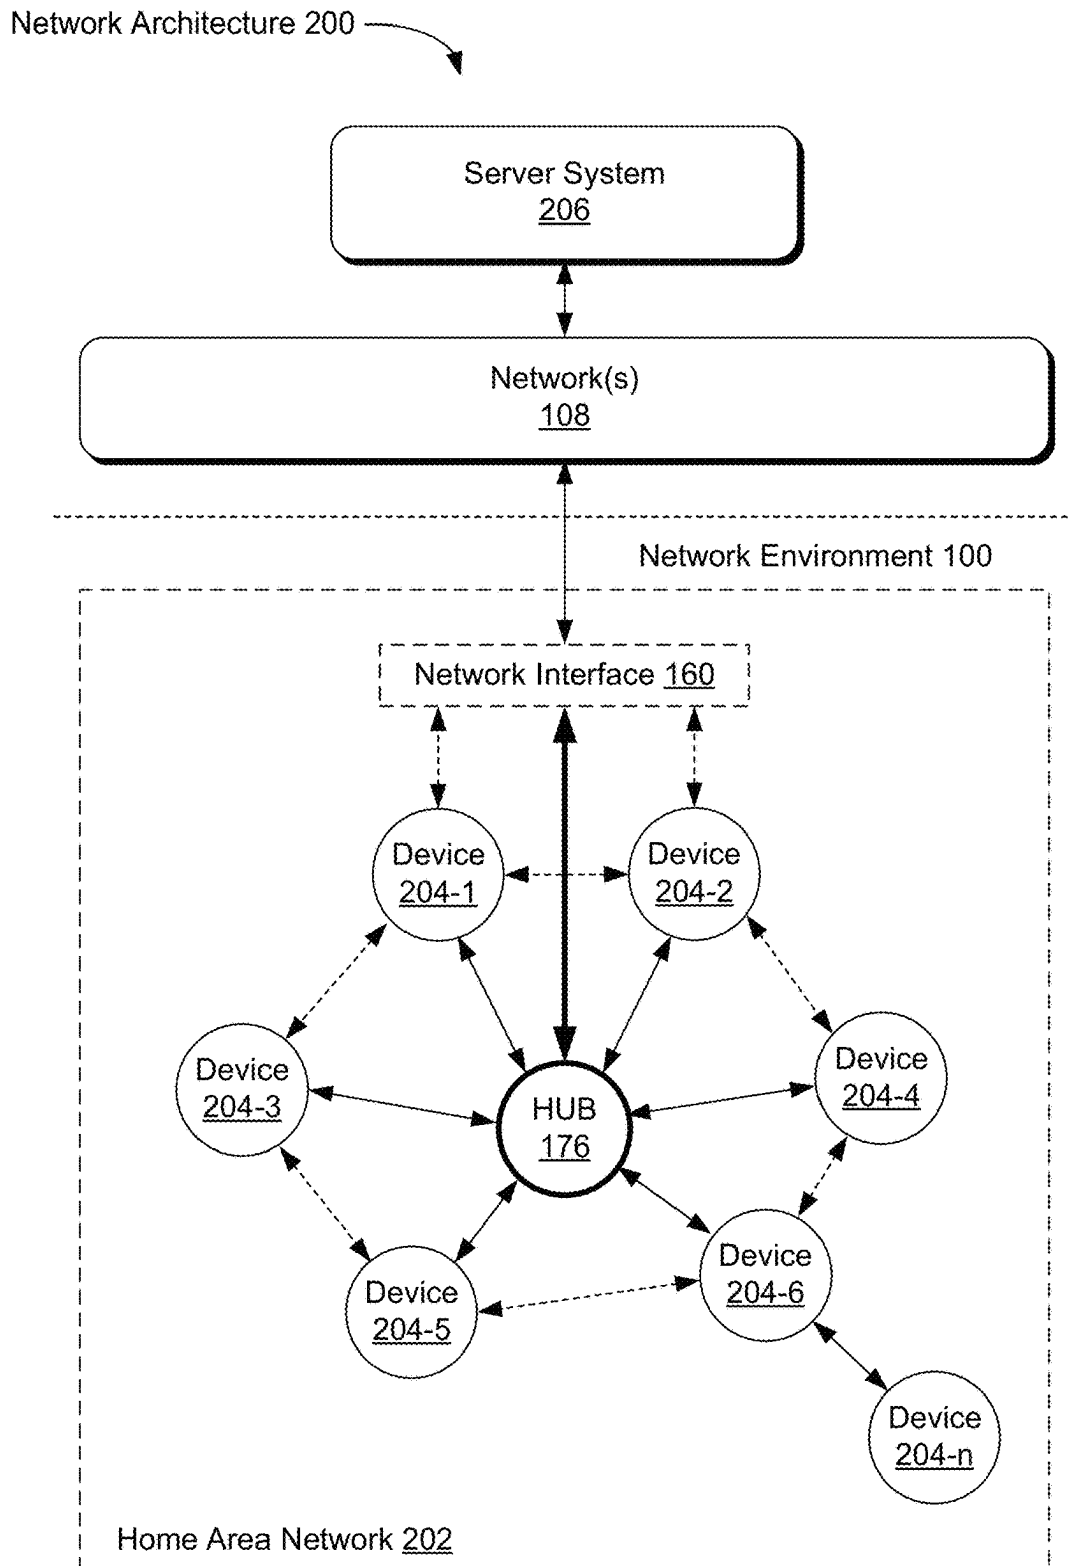 Network Architecture 200
Server System
206
Network(s)
108
Network Environment 100
Network Interface 160
Device
204-1
Device
204-2
Device
204-3
HUB
176
Device
204-4
Device
204-5
Device
204-6
Device
204-n
Home Area Network 202